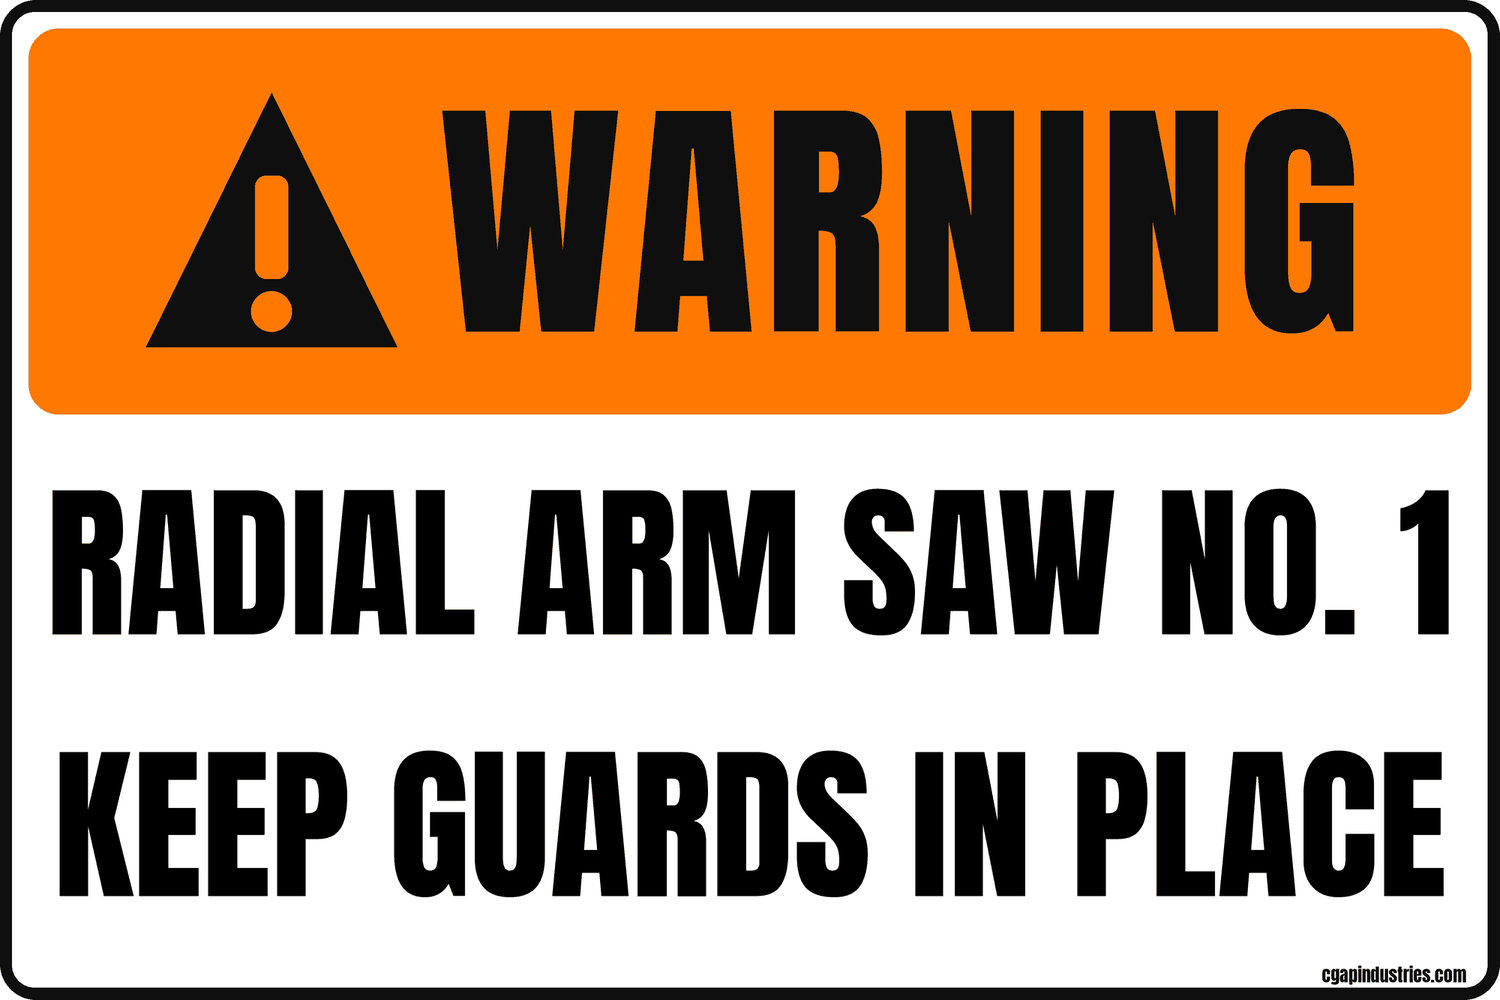 WARNING
RADIAL ARM SAW NO. 1
KEEP GUARDS IN PLACE
cgapindustries.com